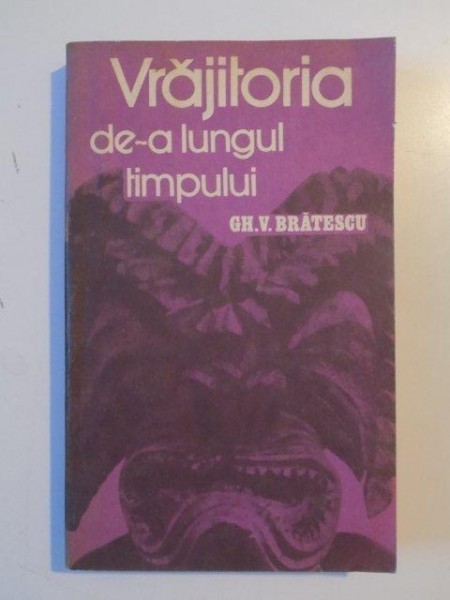 Vrăjitoria
de-a lungul
timpului
GH.V. BRĂTESCU